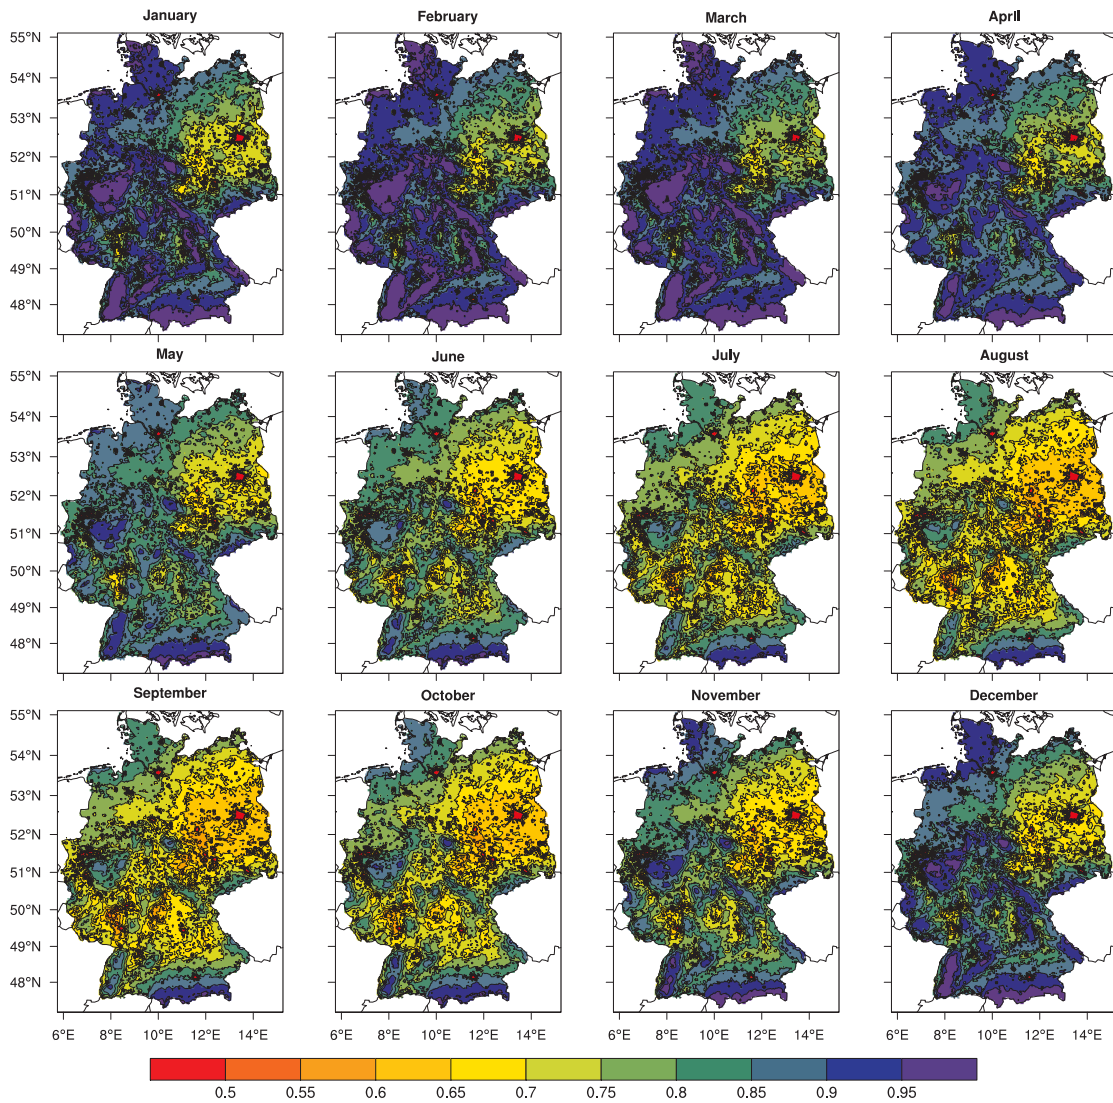 January February March April
55°N
54°N
53°N
52°N
51°N
50°N
49°N
48°N
May June July August
55°N
54°N
53°N
52°N
51°N
50°N
49°N
48°N
September October November December
55°N
54°N
53°N
52°N
51°N
50°N
49°N
48°N
6°E 8°E 10°E 12°E 14°E 6°E 8°E 10°E 12°E 14°E 6°E 8°E 10°E 12°E 14°E 6°E 8°E 10°E 12°E 14°E
0.5 0.55 0.6 0.65 0.7 0.75 0.8 0.85 0.9 0.95